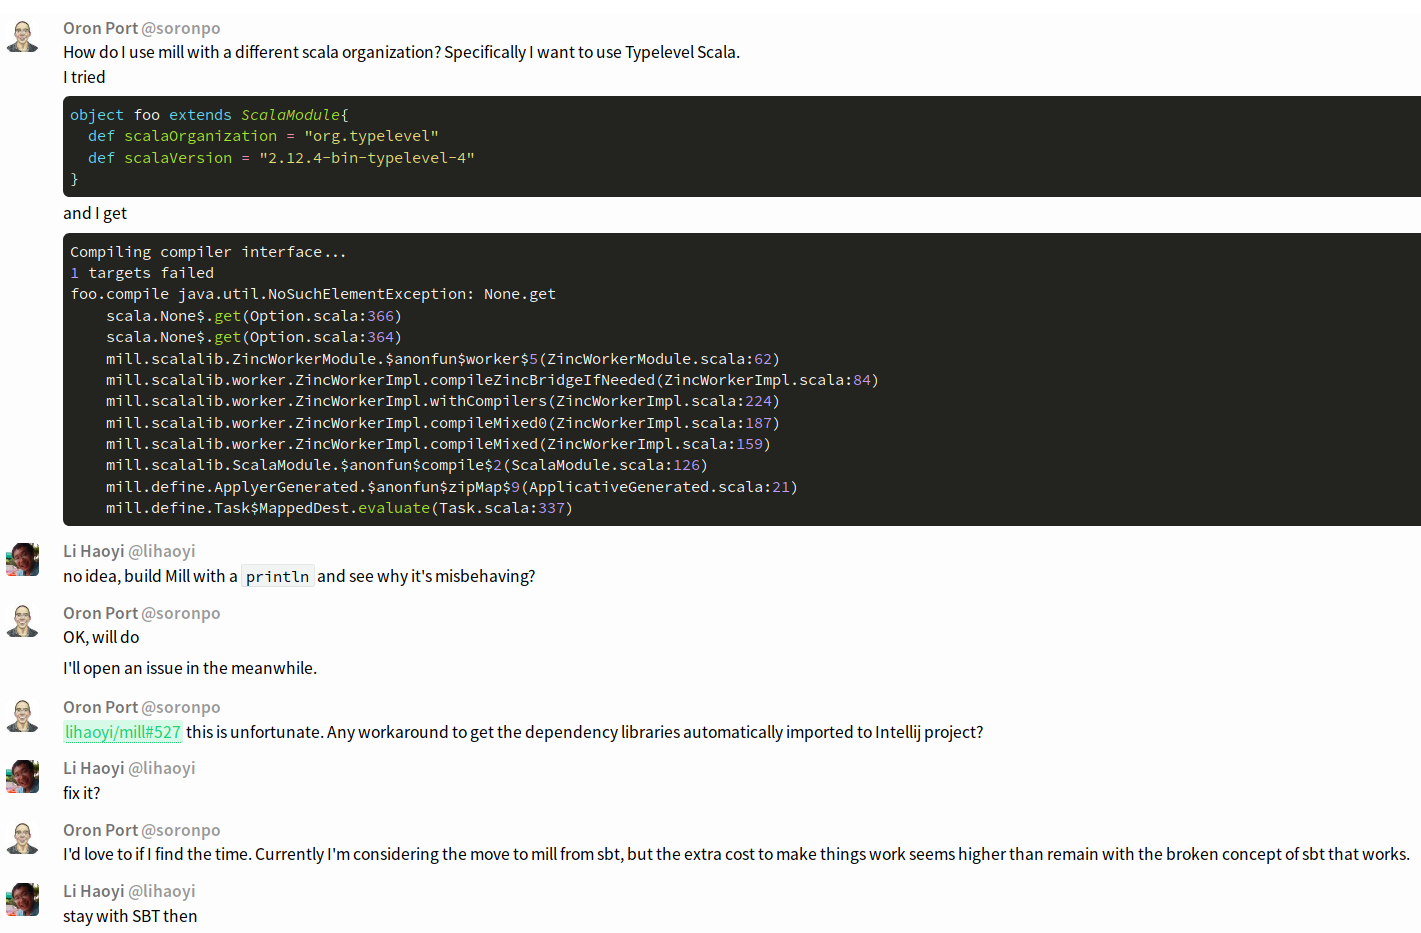 Oron Port @soronpo
How do I use mill with a different scala organization? Specifically I want to use Typelevel Scala.
I tried
object foo extends ScalaModule{
  def scalaOrganization = "org.typelevel"
  def scalaVersion = "2.12.4-bin-typelevel-4"
}
and I get
Compiling compiler interface...
1 targets failed
foo.compile java.util.NoSuchElementException: None.get
    scala.None$.get(Option.scala:366)
    scala.None$.get(Option.scala:364)
    mill.scalalib.ZincWorkerModule.$anonfun$worker$5(ZincWorkerModule.scala:62)
    mill.scalalib.worker.ZincWorkerImpl.compileZincBridgeIfNeeded(ZincWorkerImpl.scala:84)
    mill.scalalib.worker.ZincWorkerImpl.withCompilers(ZincWorkerImpl.scala:224)
    mill.scalalib.worker.ZincWorkerImpl.compileMixed0(ZincWorkerImpl.scala:187)
    mill.scalalib.worker.ZincWorkerImpl.compileMixed(ZincWorkerImpl.scala:159)
    mill.scalalib.ScalaModule.$anonfun$compile$2(ScalaModule.scala:126)
    mill.define.ApplyerGenerated.$anonfun$zipMap$9(ApplicativeGenerated.scala:21)
    mill.define.Task$MappedDest.evaluate(Task.scala:337)
Li Haoyi @lihaoyi
no idea, build Mill with a println and see why it's misbehaving?
Oron Port @soronpo
OK, will do
I'll open an issue in the meanwhile.
Oron Port @soronpo
lihaoyi/mill#527 this is unfortunate. Any workaround to get the dependency libraries automatically imported to Intellij project?
Li Haoyi @lihaoyi
fix it?
Oron Port @soronpo
I'd love to if I find the time. Currently I'm considering the move to mill from sbt, but the extra cost to make things work seems higher than remain with the broken concept of sbt that works.
Li Haoyi @lihaoyi
stay with SBT then